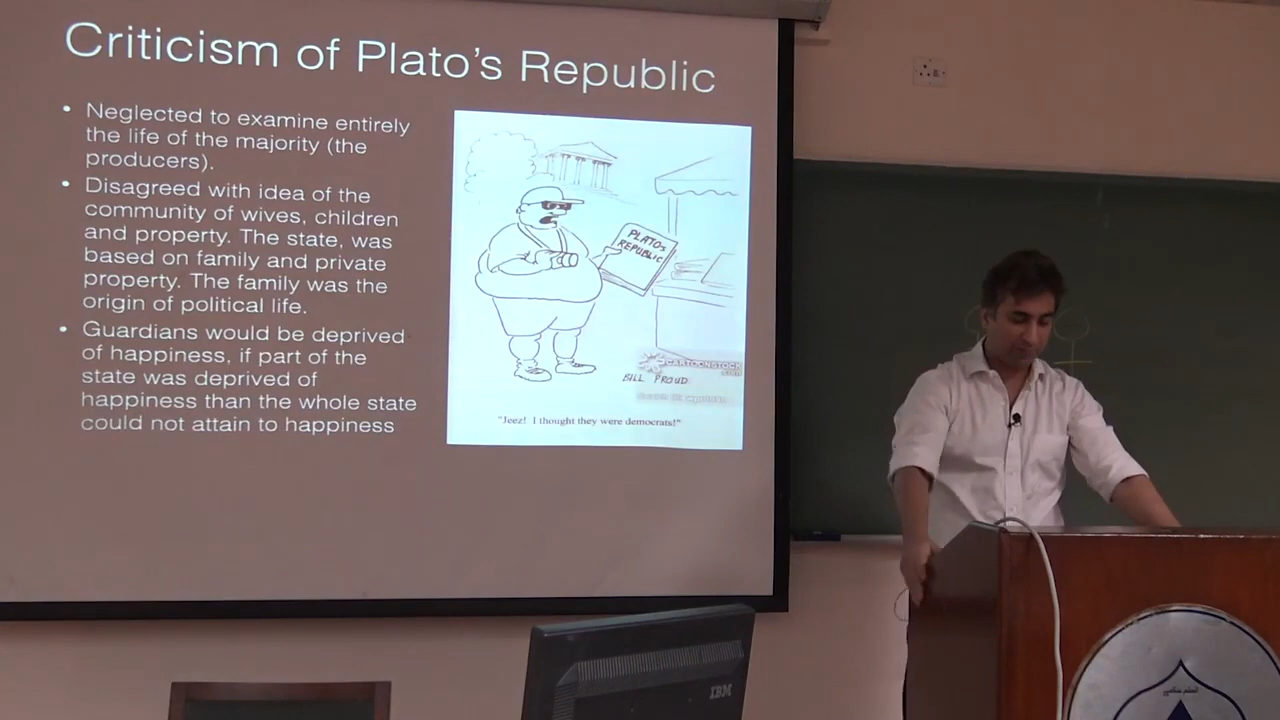 Criticism of Plato's Republic
• Neglected to examine entirely
the life of the majority (the
producers).
• Disagreed with idea of the
community of wives, children
and property. The state, was
based on family and private
property. The family was the
origin of political life.
• Guardians would be deprived
of happiness, if part of the
state was deprived of
happiness than the whole state
could not attain to happiness
PLATOS
REPUBLIC
CARTOONSTOCK
.com
BILL PROUD
"Jeez! I thought they were democrats!"
IBM